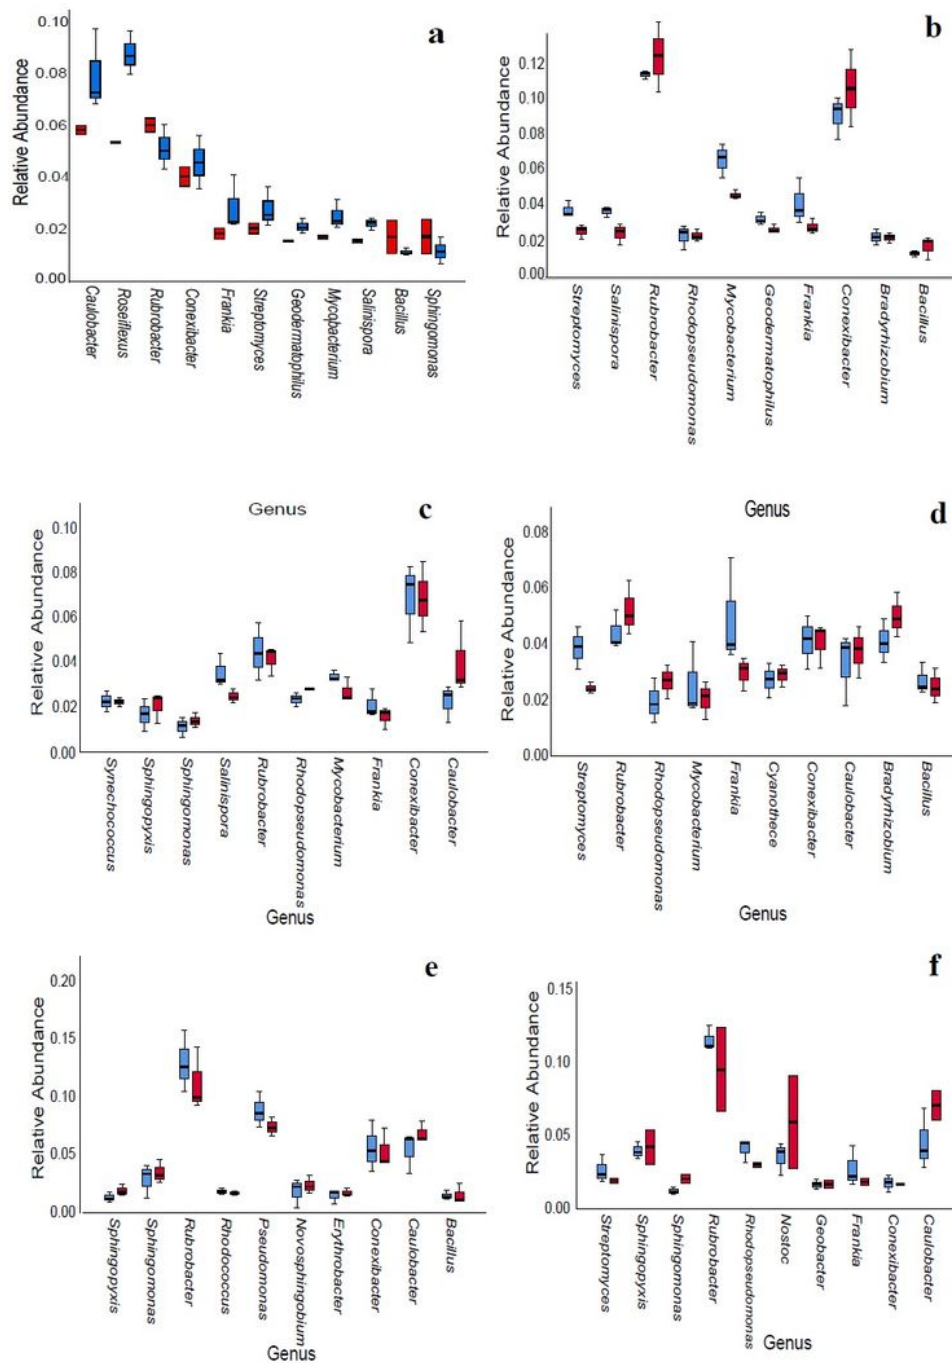 a
Relative Abundance
0.10
0.08
0.06
0.04
0.02
0.00
Caulobacter
Roseiflexus
Rubrobacter
Conexibacter
Frankia
Streptomyces
Geodermatophilus
Mycobacterium
Salinispora
Bacillus
Sphingomonas
b
Relative Abundance
0.12
0.10
0.08
0.06
0.04
0.02
0.00
Streptomyces
Salinispora
Rubrobacter
Rhodopseudomonas
Mycobacterium
Geodermatophilus
Frankia
Conexibacter
Bradyrhizobium
Bacillus
Genus
c
Relative Abundance
0.10
0.08
0.06
0.04
0.02
0.00
Synechococcus
Sphingopyxis
Sphingomonas
Salinispora
Rubrobacter
Rhodopseudomonas
Mycobacterium
Frankia
Conexibacter
Caulobacter
Genus
Genus
d
Relative Abundance
0.08
0.06
0.04
0.02
0.00
Streptomyces
Rubrobacter
Rhodopseudomonas
Mycobacterium
Frankia
Cyanothece
Conexibacter
Caulobacter
Bradyrhizobium
Bacillus
Genus
e
Relative Abundance
0.20
0.15
0.10
0.05
0.00
Sphingopyxis
Sphingomonas
Rubrobacter
Rhodococcus
Pseudomonas
Novosphingobium
Erythrobacter
Conexibacter
Caulobacter
Bacillus
Genus
f
Relative Abundance
0.15
0.10
0.05
0.00
Streptomyces
Sphingopyxis
Sphingomonas
Rubrobacter
Rhodopseudomonas
Nostoc
Geobacter
Frankia
Conexibacter
Caulobacter
Genus